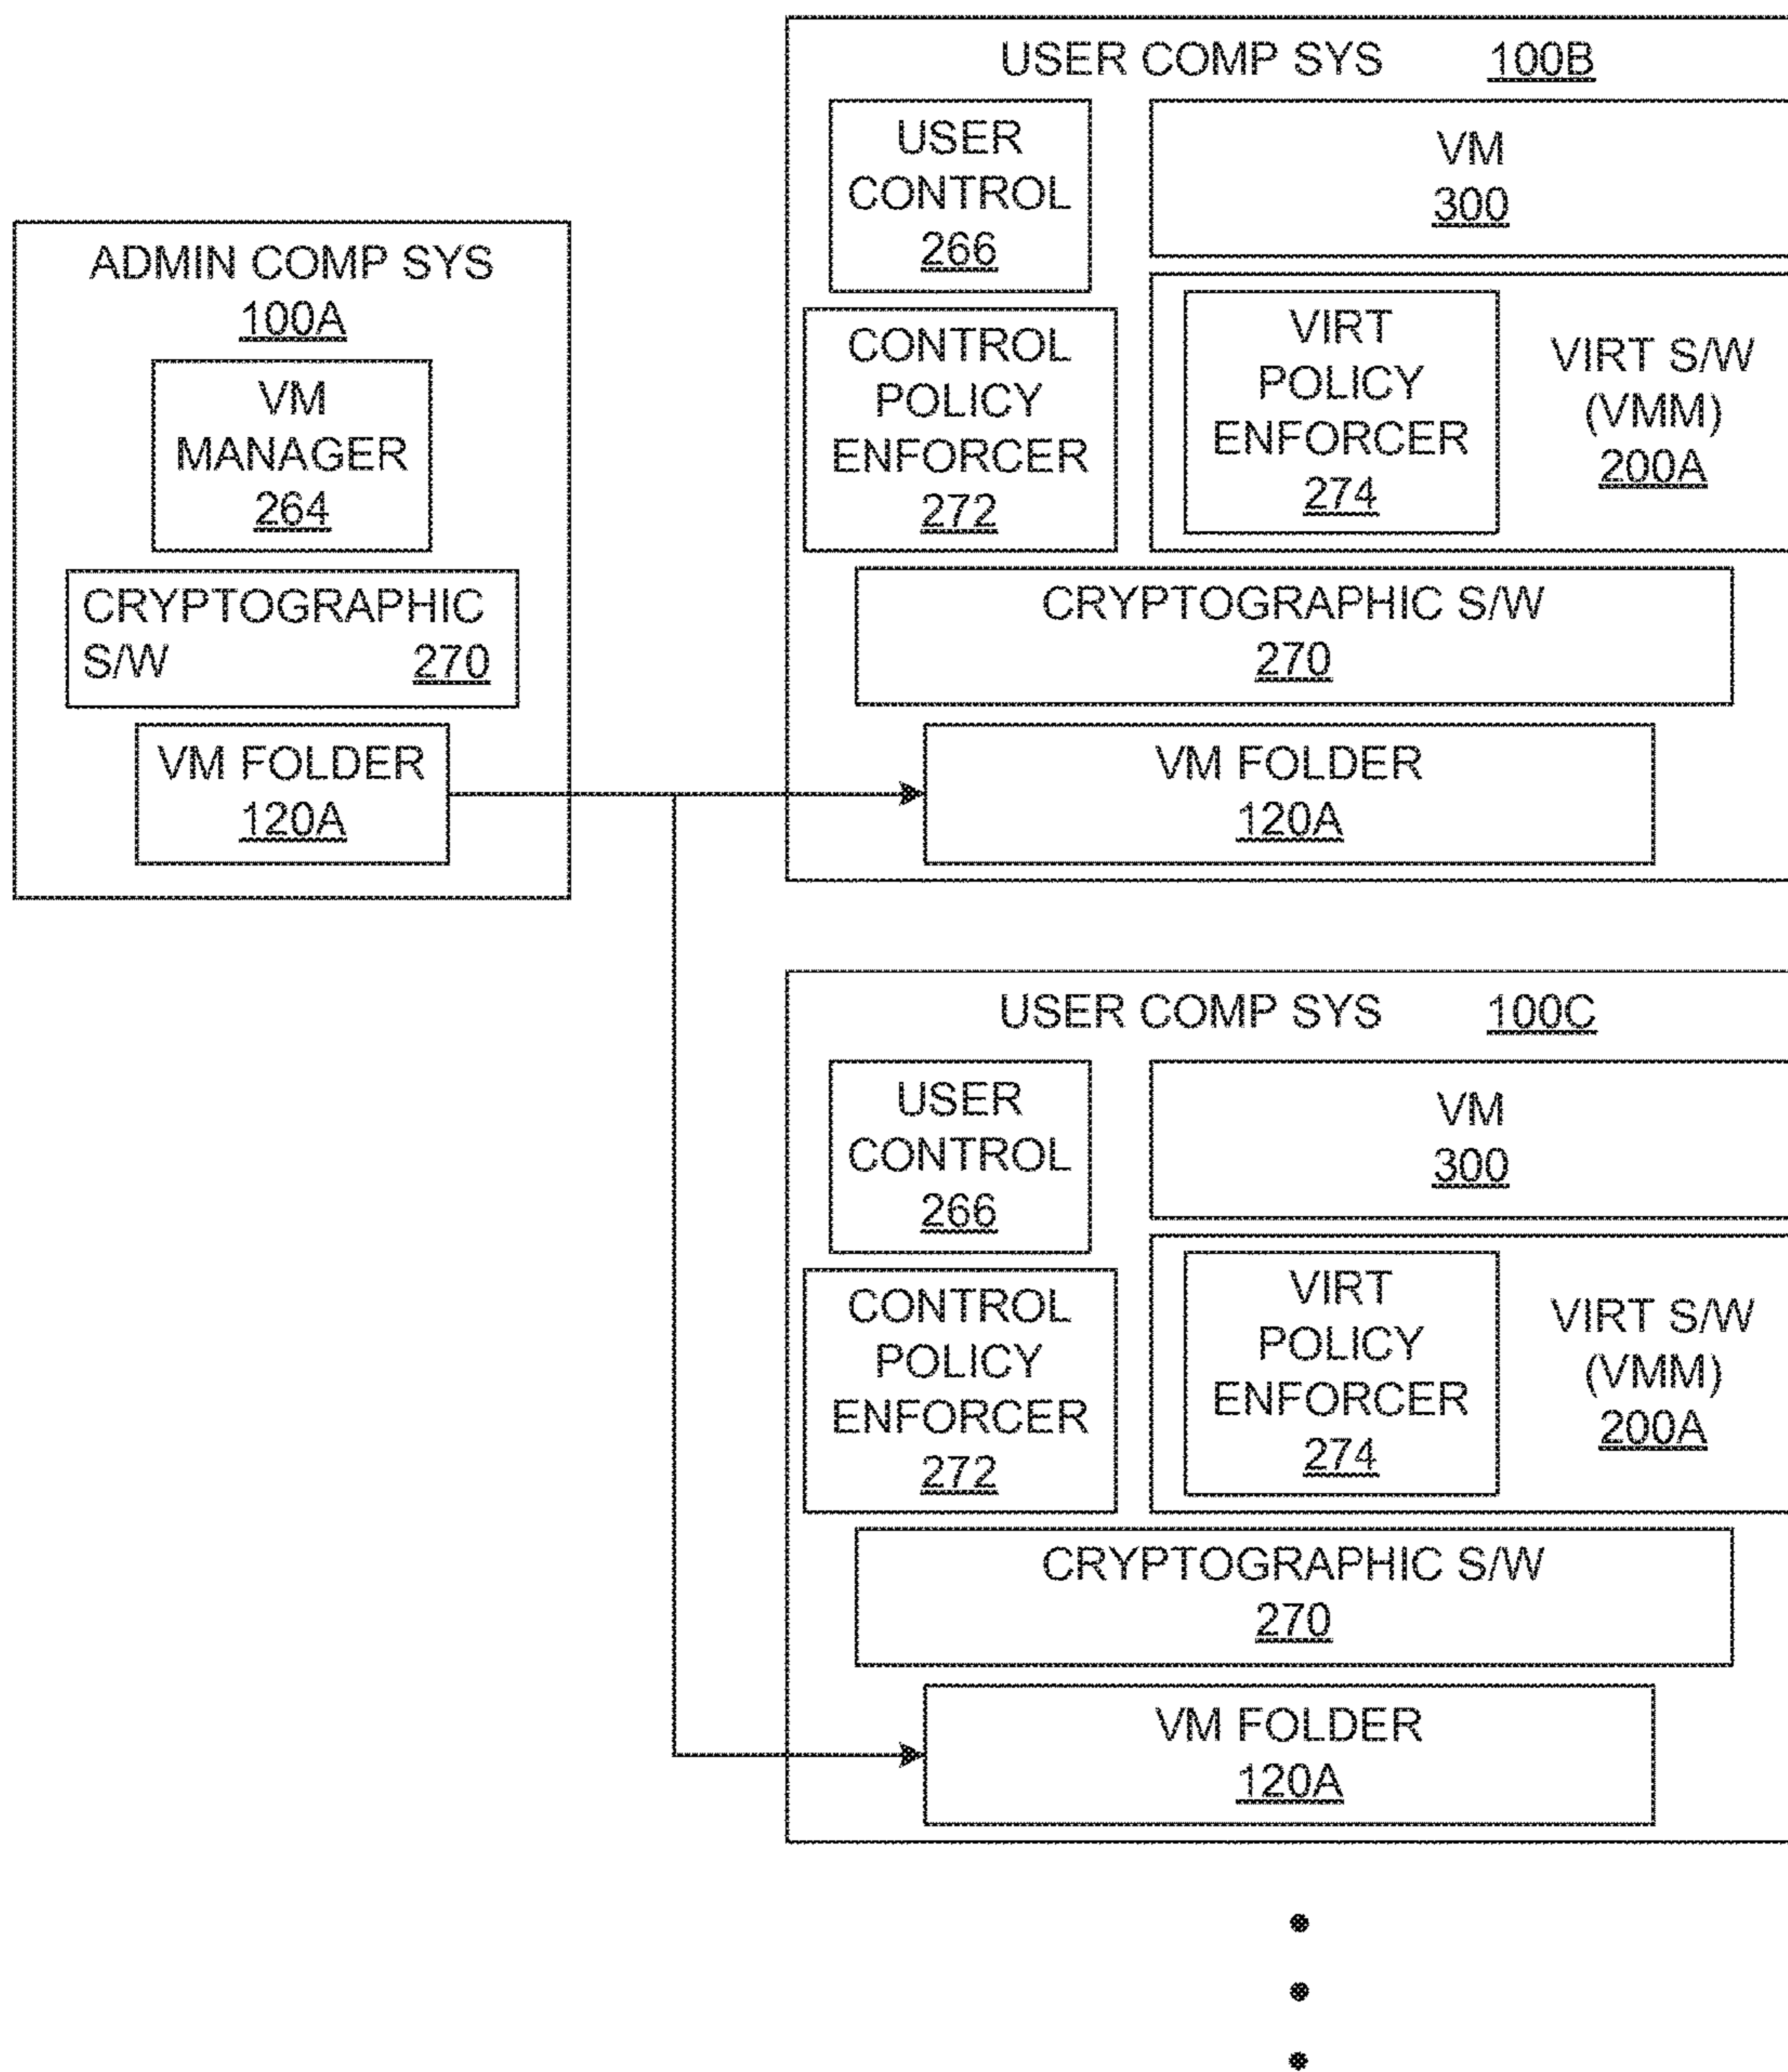 ADMIN COMP SYS
100A
VM
MANAGER
264
CRYPTOGRAPHIC
S/W 270
VM FOLDER
120A
USER COMP SYS 100B
USER
CONTROL
266
VM
300
CONTROL
POLICY
ENFORCER
272
VIRT
POLICY
ENFORCER
274
VIRT S/W
(VMM)
200A
CRYPTOGRAPHIC S/W
270
VM FOLDER
120A
USER COMP SYS 100C
USER
CONTROL
266
VM
300
CONTROL
POLICY
ENFORCER
272
VIRT
POLICY
ENFORCER
274
VIRT S/W
(VMM)
200A
CRYPTOGRAPHIC S/W
270
VM FOLDER
120A